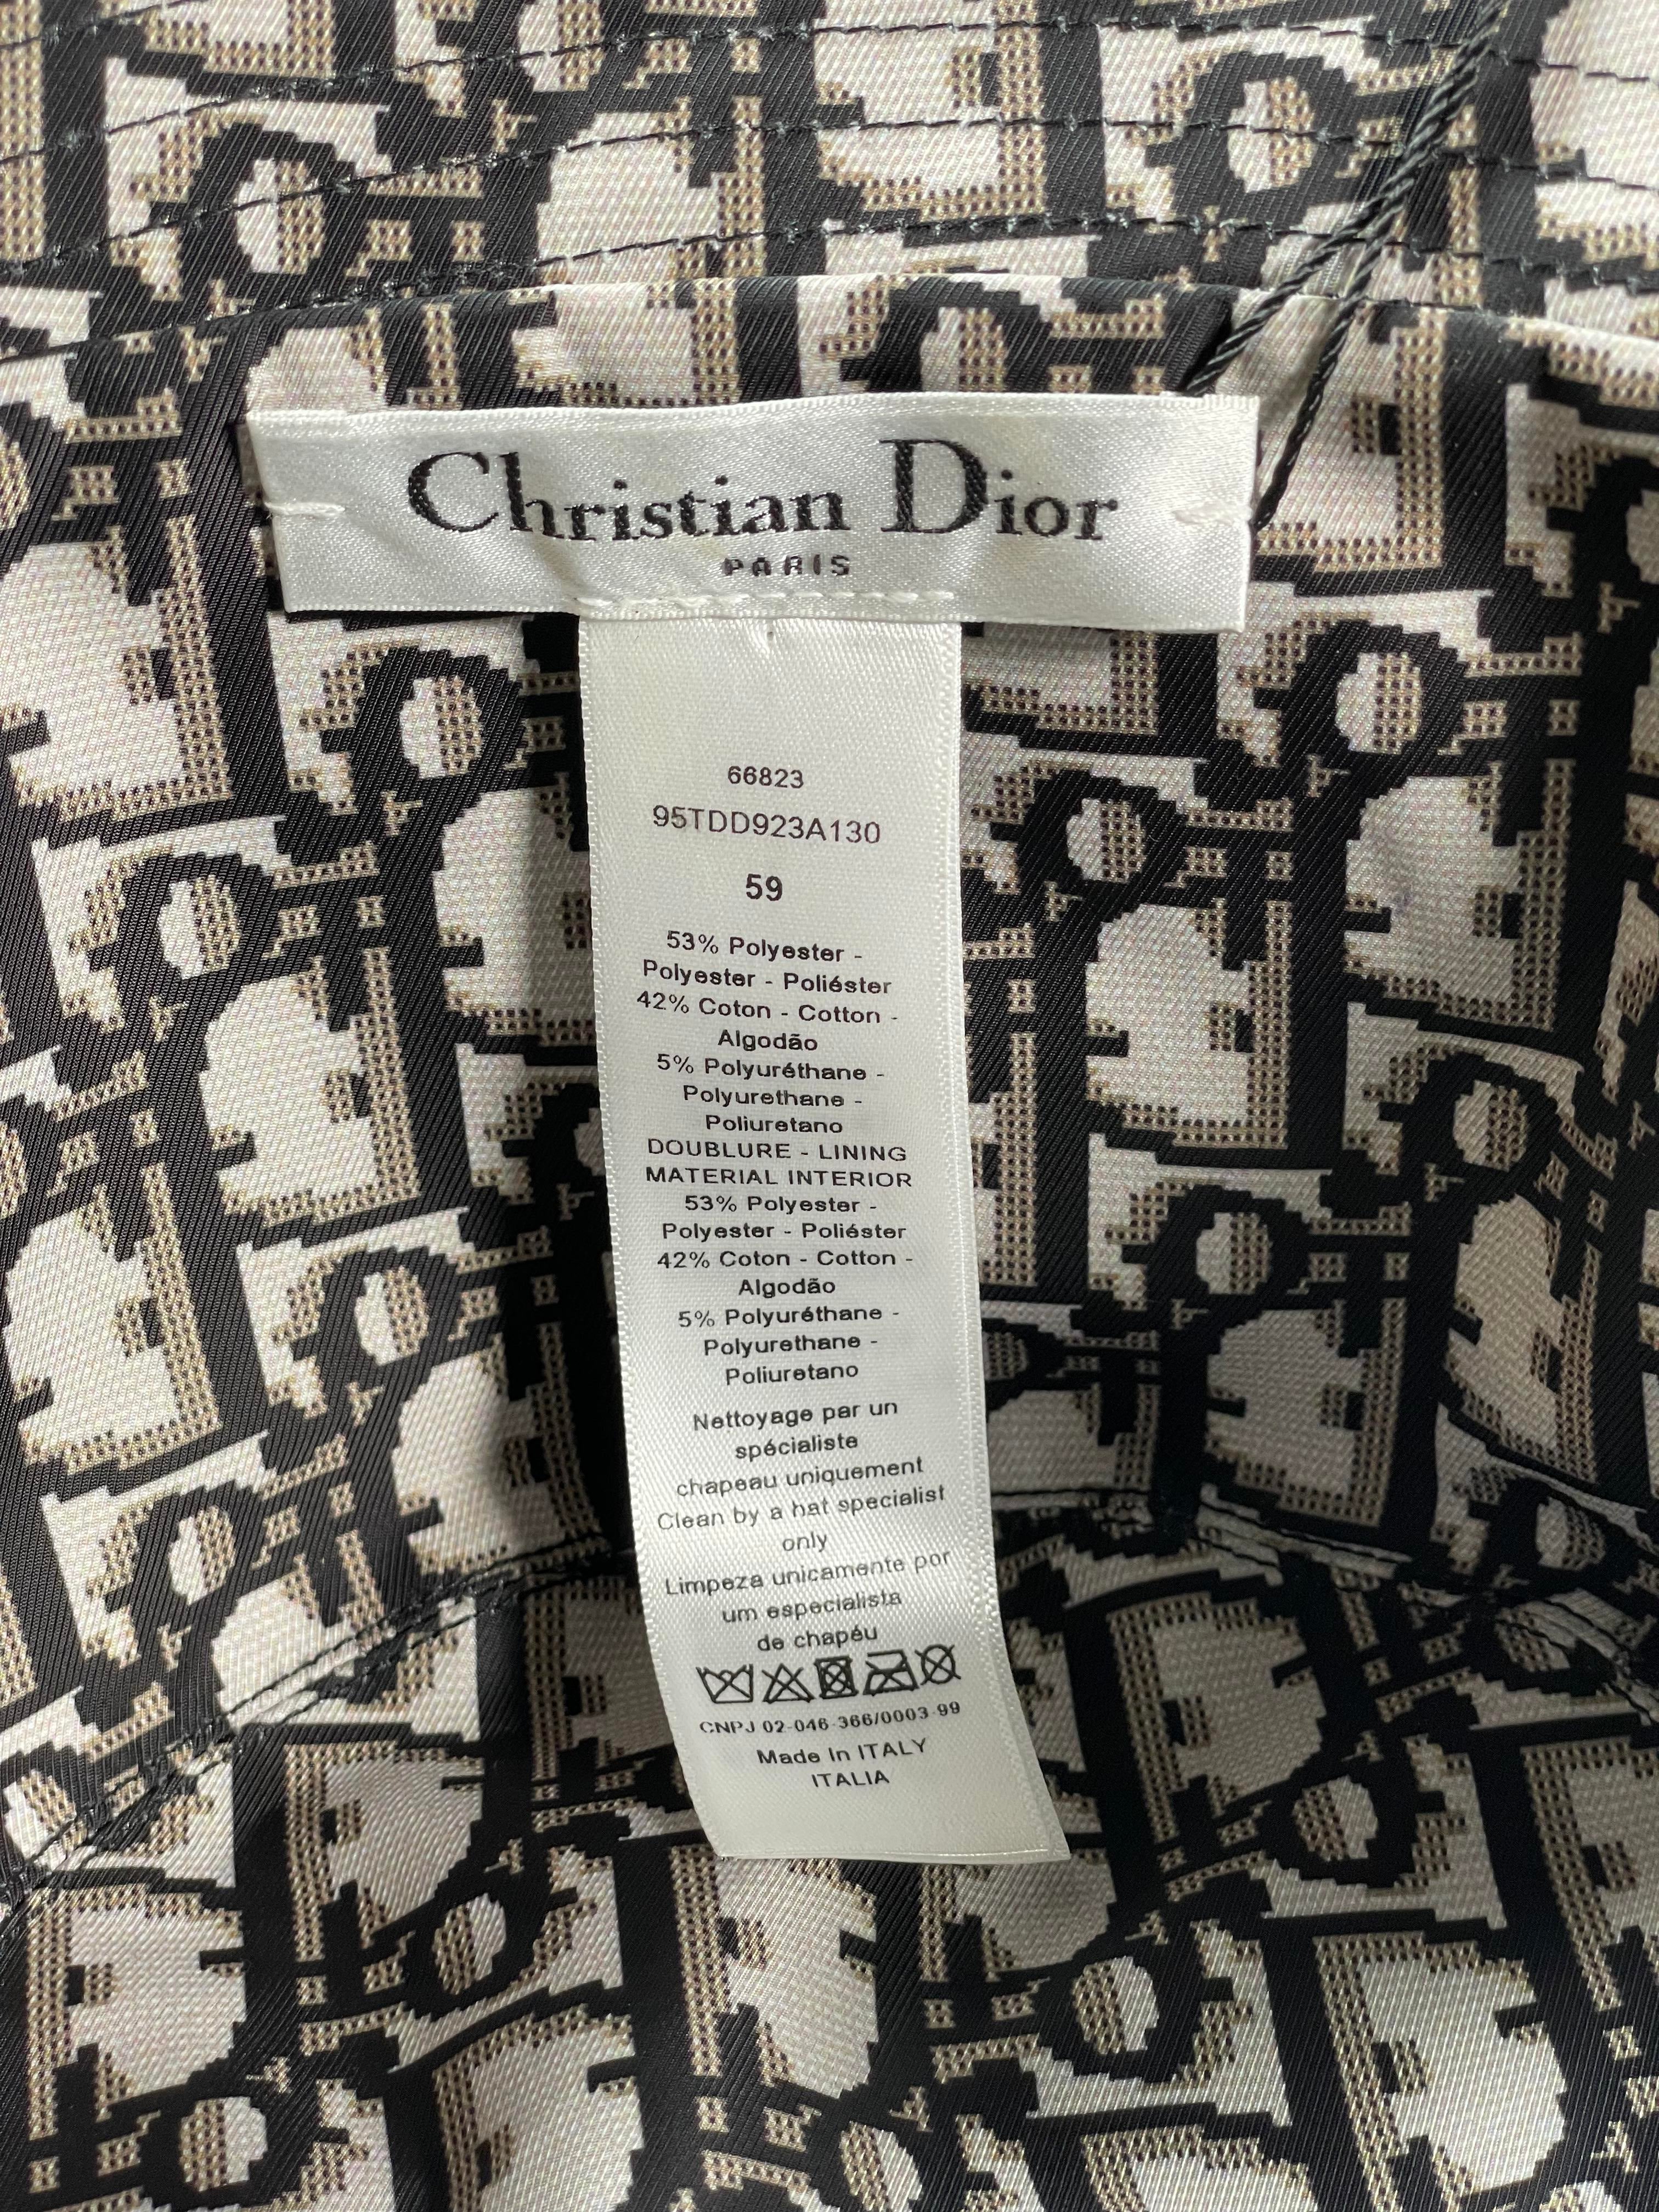 Christian Dior
PARIS
66823
95TDD923A130
59
53% Polyester -
Polyester - Poliéster
42% Coton - Cotton -
Algodão
5% Polyuréthane -
Polyurethane -
Poliuretano
DOUBLURE - LINING
MATERIAL INTERIOR
53% Polyester -
Polyester - Poliéster
42% Coton - Cotton -
Algodão
5% Polyuréthane -
Polyurethane -
Poliuretano
Nettoyage par un
spécialiste
chapeau uniquement
Clean by a hat specialist
only
Limpeza unicamente por
um especialista
de chapéu
CNPJ 02-046-366/0003-99
Made In ITALY
ITALIA